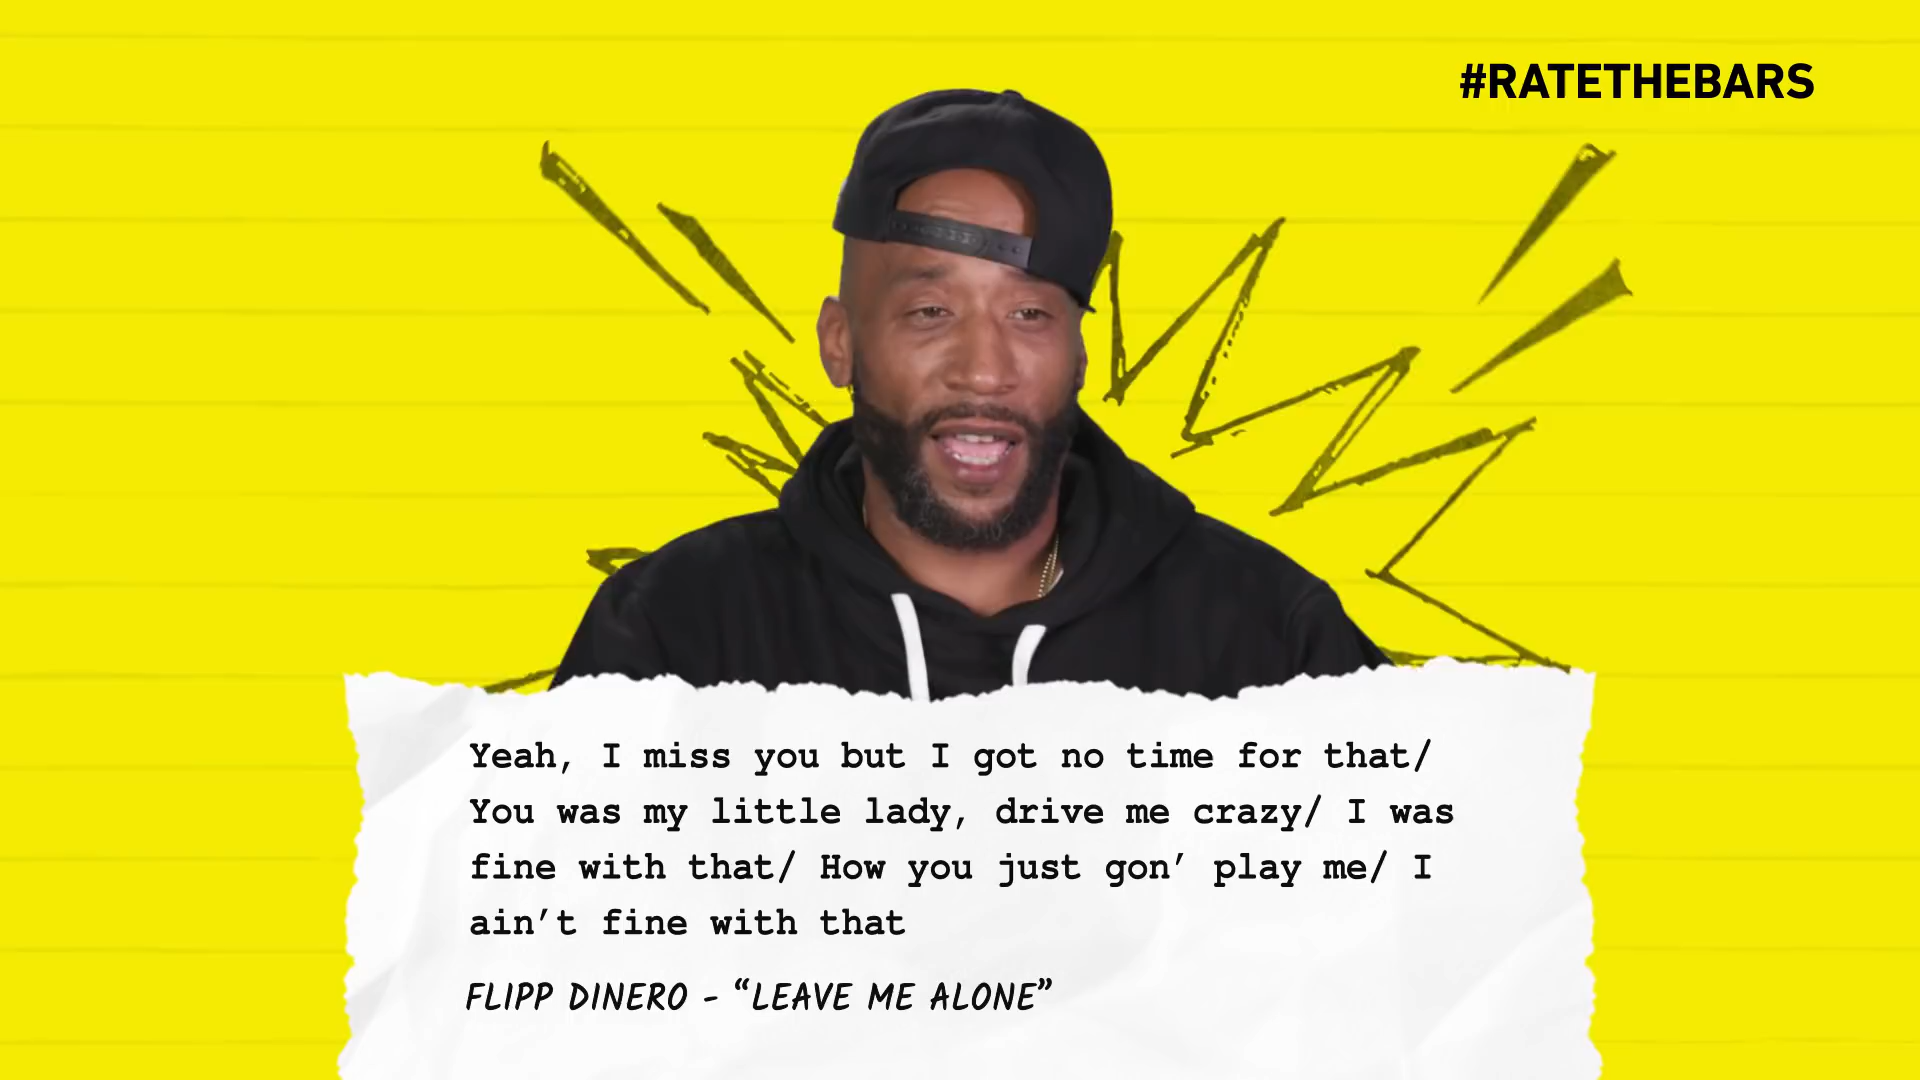 #RATETHEBARS
Yeah, I miss you but I got no time for that/
You was my little lady, drive me crazy/ I was
fine with that/ How you just gon’ play me/ I
ain’t fine with that
FLIPP DINERO - “LEAVE ME ALONE”